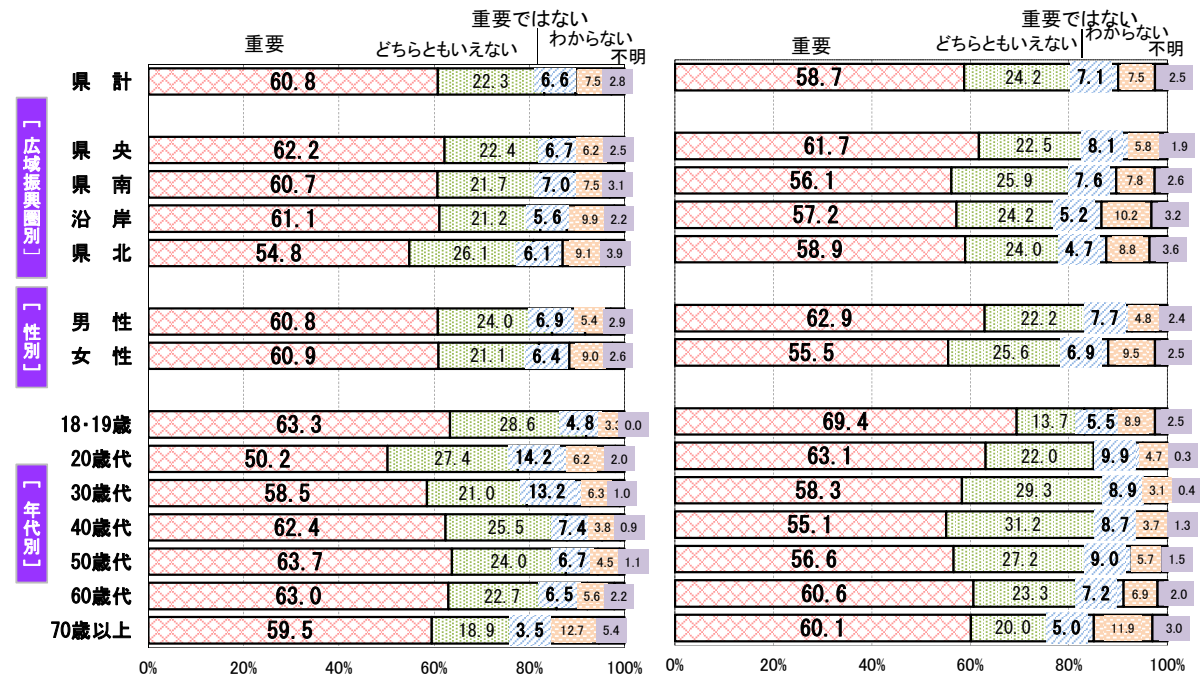 重要ではない 重要ではない
重要 どちらともいえない わからない 不明 重要 どちらともいえない わからない 不明
県 計 60.8 22.3 6.6 7.5 2.8 58.7 24.2 7.1 7.5 2.5
[広域振興圏別]
県 央 62.2 22.4 6.7 6.2 2.5 61.7 22.5 8.1 5.8 1.9
県 南 60.7 21.7 7.0 7.5 3.1 56.1 25.9 7.6 7.8 2.6
沿 岸 61.1 21.2 5.6 9.9 2.2 57.2 24.2 5.2 10.2 3.2
県 北 54.8 26.1 6.1 9.1 3.9 58.9 24.0 4.7 8.8 3.6
[性別]
男 性 60.8 24.0 6.9 5.4 2.9 62.9 22.2 7.7 4.8 2.4
女 性 60.9 21.1 6.4 9.0 2.6 55.5 25.6 6.9 9.5 2.5
[年代別]
18・19歳 63.3 28.6 4.8 3.3 0.0 69.4 13.7 5.5 8.9 2.5
20歳代 50.2 27.4 14.2 6.2 2.0 63.1 22.0 9.9 4.7 0.3
30歳代 58.5 21.0 13.2 6.3 1.0 58.3 29.3 8.9 3.1 0.4
40歳代 62.4 25.5 7.4 3.8 0.9 55.1 31.2 8.7 3.7 1.3
50歳代 63.7 24.0 6.7 4.5 1.1 56.6 27.2 9.0 5.7 1.5
60歳代 63.0 22.7 6.5 5.6 2.2 60.6 23.3 7.2 6.9 2.0
70歳以上 59.5 18.9 3.5 12.7 5.4 60.1 20.0 5.0 11.9 3.0
0% 20% 40% 60% 80% 100% 0% 20% 40% 60% 80% 100%